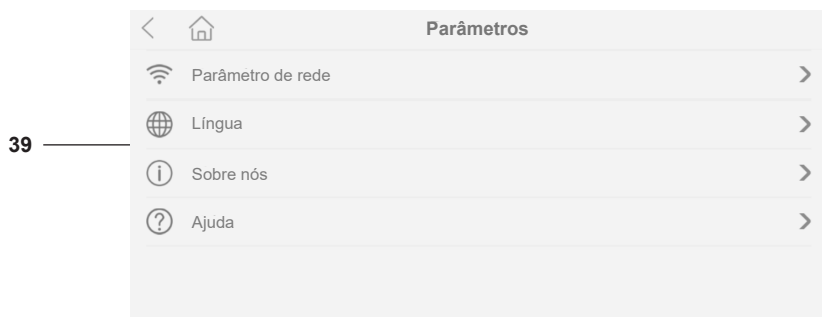 Parâmetros
Parâmetro de rede
Língua
39
Sobre nós
Ajuda